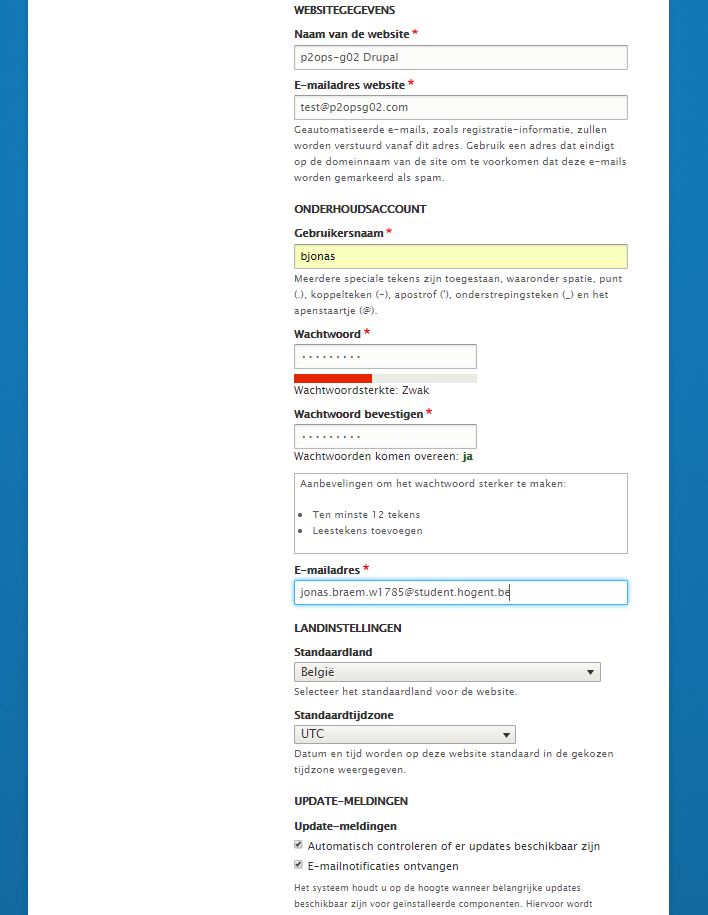 WEBSITEGEGEVENS
Naam van de website *
p2ops-g02 Drupal
E-mailadres website *
test@p2opsg02.com
Geautomatiseerde e-mails, zoals registratie-informatie, zullen
worden verstuurd vanaf dit adres. Gebruik een adres dat eindigt
op de domeinnaam van de site om te voorkomen dat deze e-mails
worden gemarkeerd als spam.
ONDERHOUDSACCOUNT
Gebruikersnaam *
bjonas
Meerdere speciale tekens zijn toegestaan, waaronder spatie, punt
(.), koppelteken (-), apostrof ('), onderstrepingsteken (_) en het
apenstaartje (@).
Wachtwoord *
·········
Wachtwoordsterkte: Zwak
Wachtwoord bevestigen *
·········
Wachtwoorden komen overeen: ja
Aanbevelingen om het wachtwoord sterker te maken:
• Ten minste 12 tekens
• Leestekens toevoegen
E-mailadres *
jonas.braem.w1785@student.hogent.be
LANDINSTELLINGEN
Standaardland
België
Selecteer het standaardland voor de website.
Standaardtijdzone
UTC
Datum en tijd worden op deze website standaard in de gekozen
tijdzone weergegeven.
UPDATE-MELDINGEN
Update-meldingen
Automatisch controleren of er updates beschikbaar zijn
E-mailnotificaties ontvangen
Het systeem houdt u op de hoogte wanneer belangrijke updates
beschikbaar zijn voor geïnstalleerde componenten. Hiervoor wordt